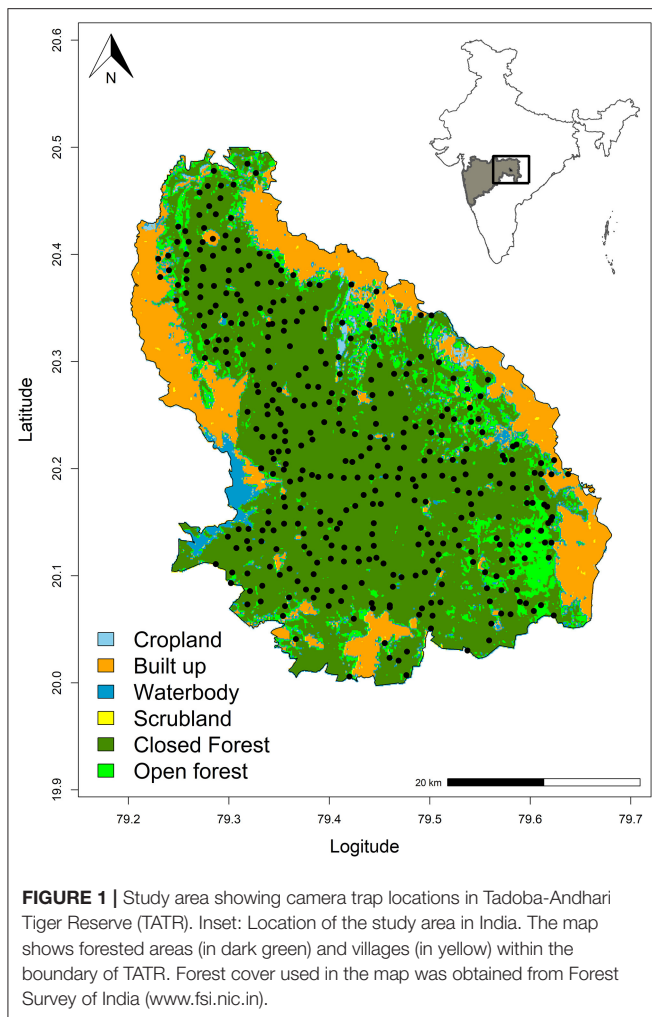 20.6
20.5
20.4
20.3
20.2
20.1
20.0
19.9
Latitude
N
Cropland
Built up
Waterbody
Scrubland
Closed Forest
Open forest
20 km
79.2 79.3 79.4 79.5 79.6 79.7
Logitude
FIGURE 1 | Study area showing camera trap locations in Tadoba-Andhari
Tiger Reserve (TATR). Inset: Location of the study area in India. The map
shows forested areas (in dark green) and villages (in yellow) within the
boundary of TATR. Forest cover used in the map was obtained from Forest
Survey of India (www.fsi.nic.in).